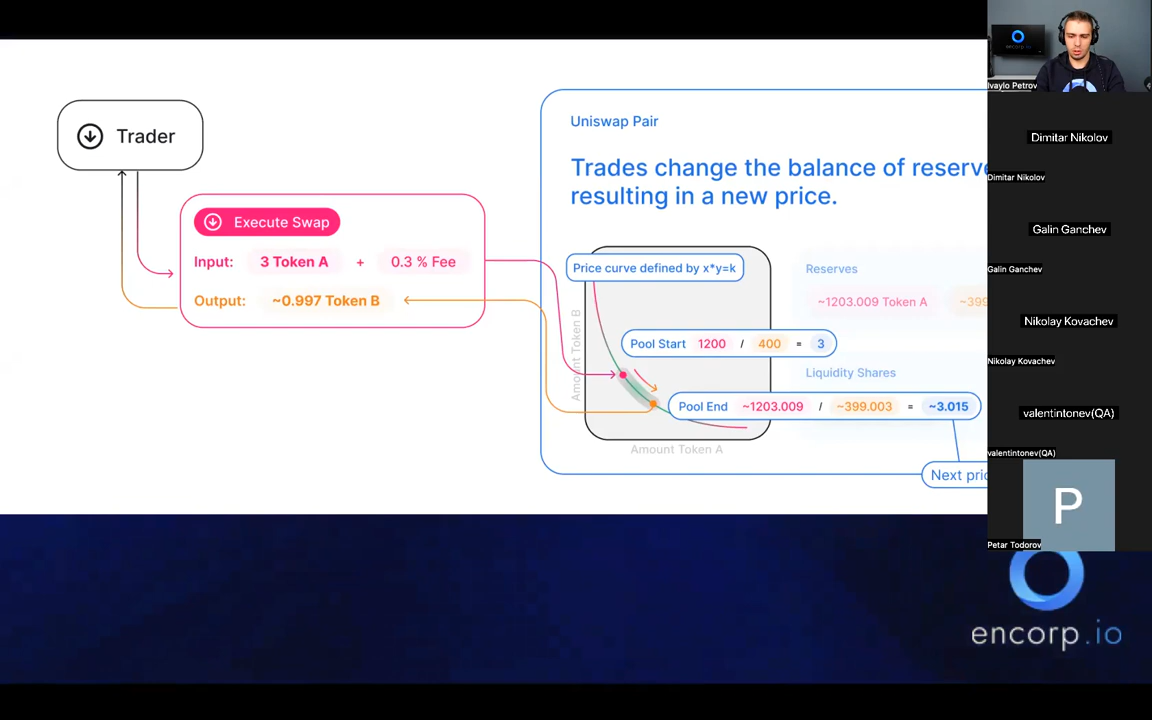 Trader
Execute Swap
Input: 3 Token A + 0.3 % Fee
Output: ~0.997 Token B
Uniswap Pair
Trades change the balance of reserve
resulting in a new price.
Price curve defined by x*y=k
Amount Token B
Pool Start 1200 / 400 = 3
Pool End ~1203.009 / ~399.003 = ~3.015
Amount Token A
Reserves
~1203.009 Token A ~399
Liquidity Shares
Next pric
encorp.io
Ivaylo Petrov
Dimitar Nikolov
Dimitar Nikolov
Galin Ganchev
Galin Ganchev
Nikolay Kovachev
Nikolay Kovachev
valentintonev(QA)
valentintonev(QA)
P
Petar Todorov
encorp.io